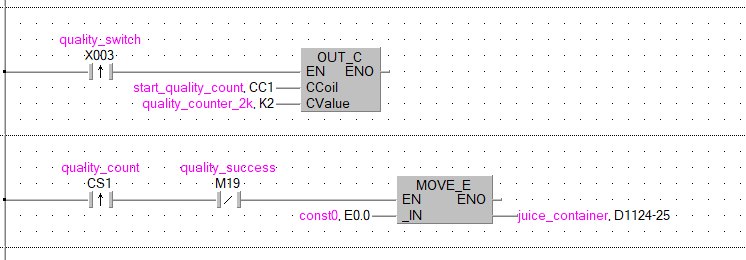 quality_switch
X003
OUT_C
EN ENO
start_quality_count, CC1 CCoil
quality_counter_2k, K2 CValue
quality_count quality_success
CS1 M19
MOVE_E
EN ENO
const0, E0.0 _IN juice_container, D1124-25